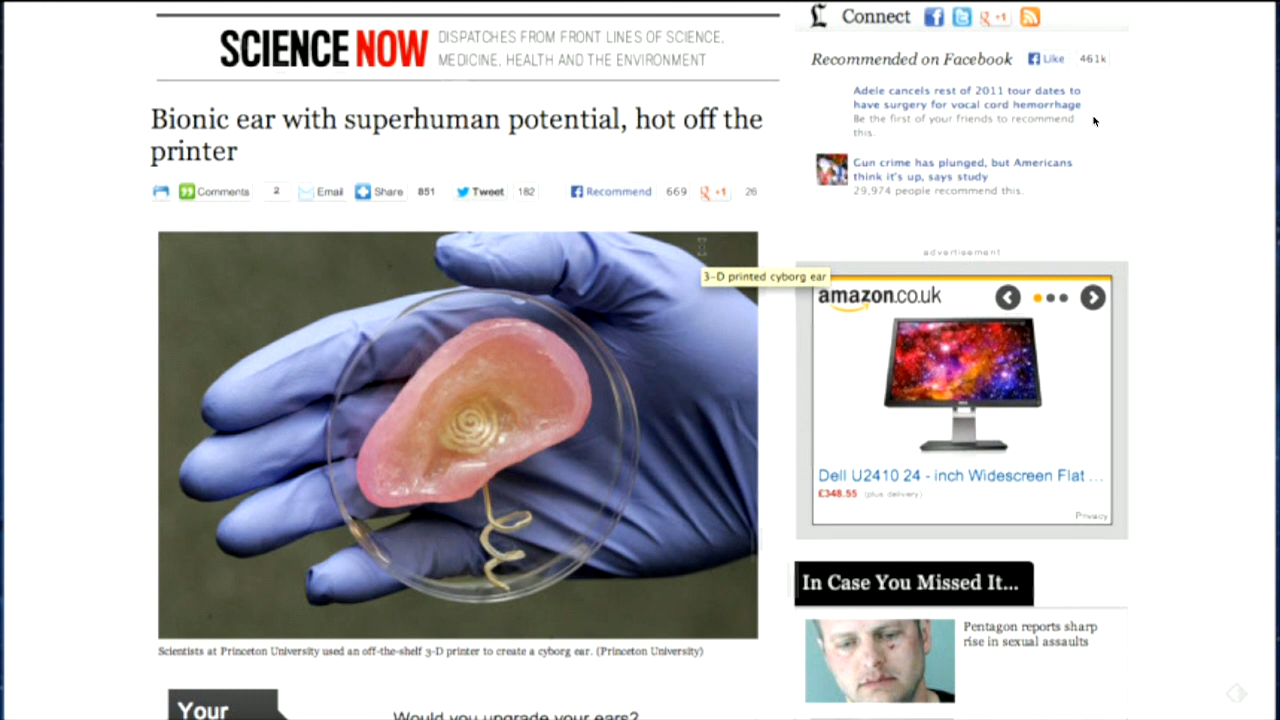 SCIENCE NOW
DISPATCHES FROM FRONT LINES OF SCIENCE,
MEDICINE, HEALTH AND THE ENVIRONMENT
Bionic ear with superhuman potential, hot off the
printer
Comments 2 Email Share 851 Tweet 182 Recommend 669 +1 26
3-D printed cyborg ear
Scientists at Princeton University used an off-the-shelf 3-D printer to create a cyborg ear. (Princeton University)
Your
Would you upgrade your ears?
L Connect +1
Recommended on Facebook Like 461k
Adele cancels rest of 2011 tour dates to
have surgery for vocal cord hemorrhage
Be the first of your friends to recommend
this.
Gun crime has plunged, but Americans
think it's up, says study
29,974 people recommend this.
advertisement
amazon.co.uk
Dell U2410 24 - inch Widescreen Flat ...
£348.55 (plus delivery)
Privacy
In Case You Missed It...
Pentagon reports sharp
rise in sexual assaults